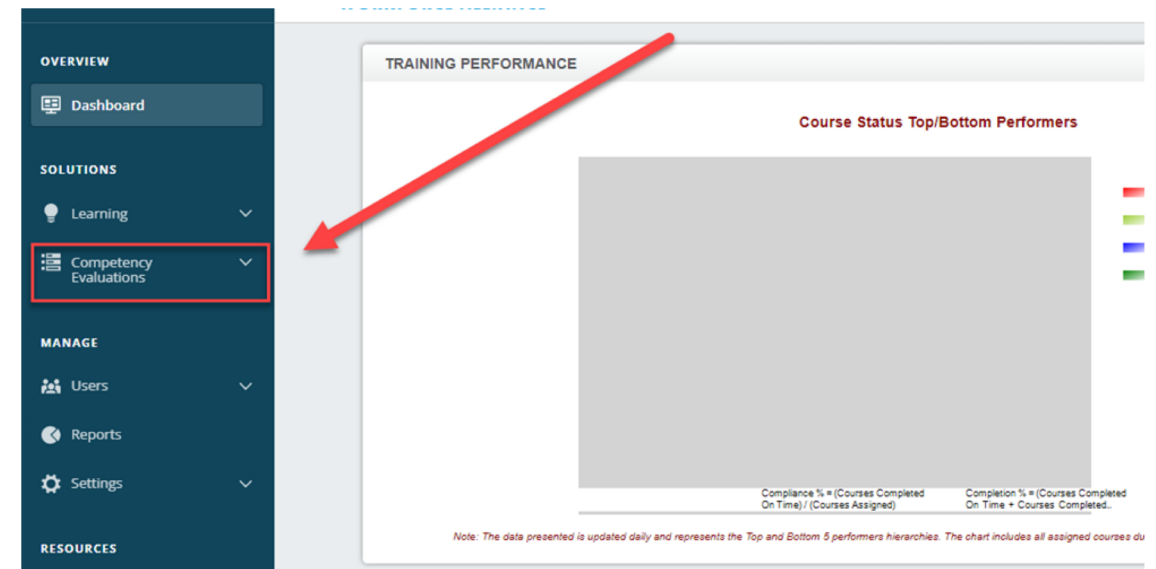 OVERVIEW
Dashboard
SOLUTIONS
Learning
Competency
Evaluations
MANAGE
Users
Reports
Settings
RESOURCES
TRAINING PERFORMANCE
Course Status Top/Bottom Performers
Compliance % = (Courses Completed
On Time) / (Courses Assigned)
Completion % = (Courses Completed
On Time + Courses Completed..
Note: The data presented is updated daily and represents the Top and Bottom 5 performers hierarchies. The chart includes all assigned courses du